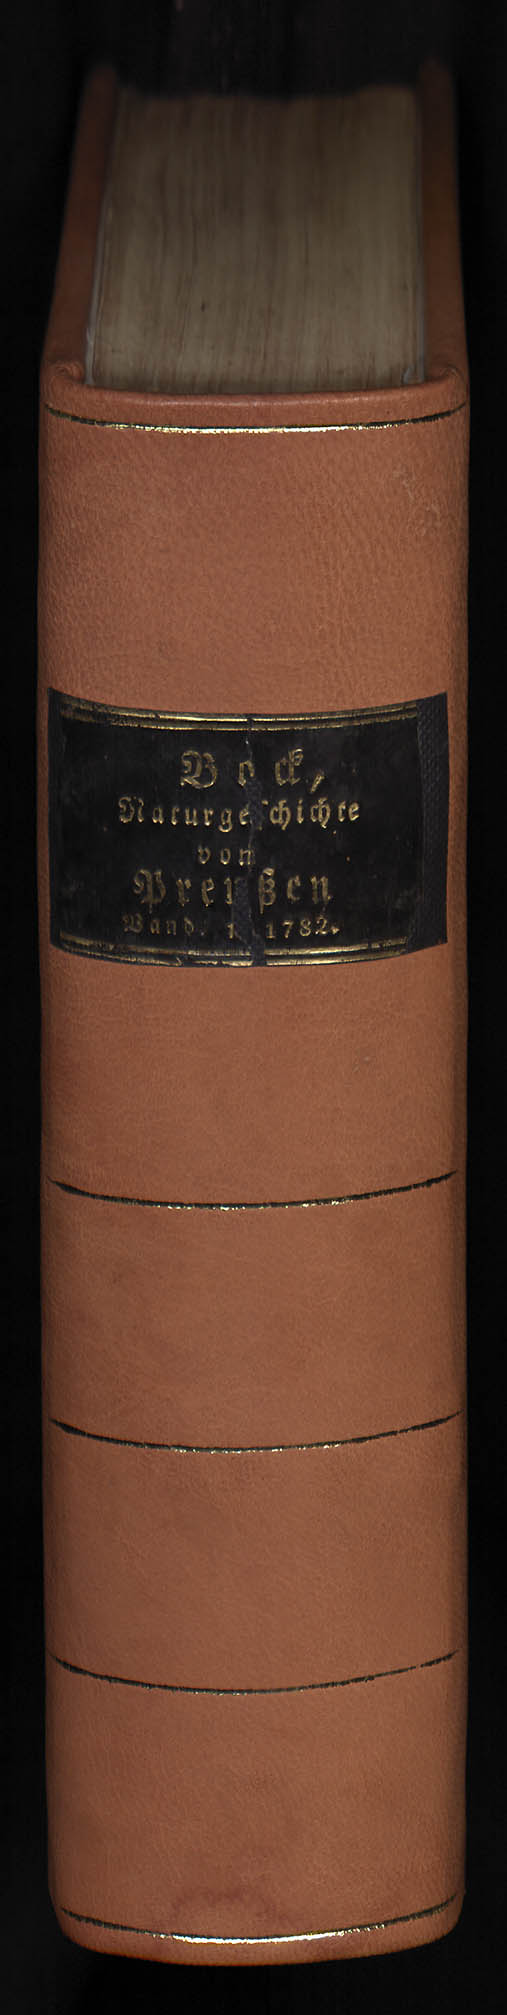 Bock,
Naturgeschichte
von
Preußen
Band. 1. 1782.